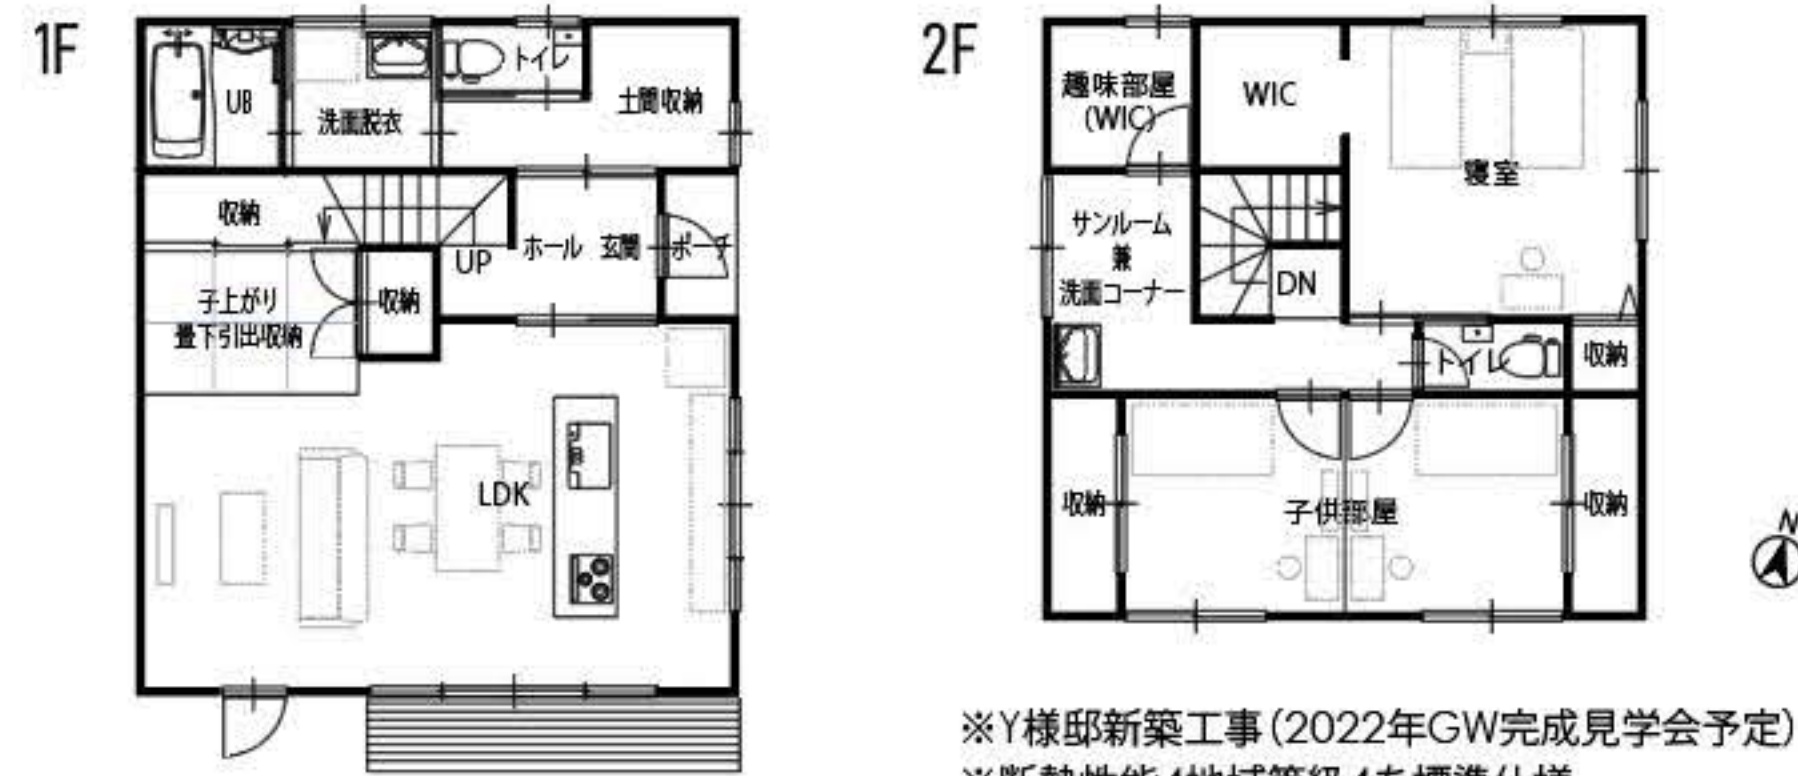 1F
UB
洗面脱衣
トイレ
土間収納
収納
UP
ホール
玄関
ポーチ
子上がり
畳下引出収納
収納
LDK
2F
趣味部屋
(WIC)
WIC
寝室
サンルーム
兼
洗面コーナー
DN
トイレ
収納
収納
子供部屋
収納
N
※Y様邸新築工事(2022年GW完成見学会予定)